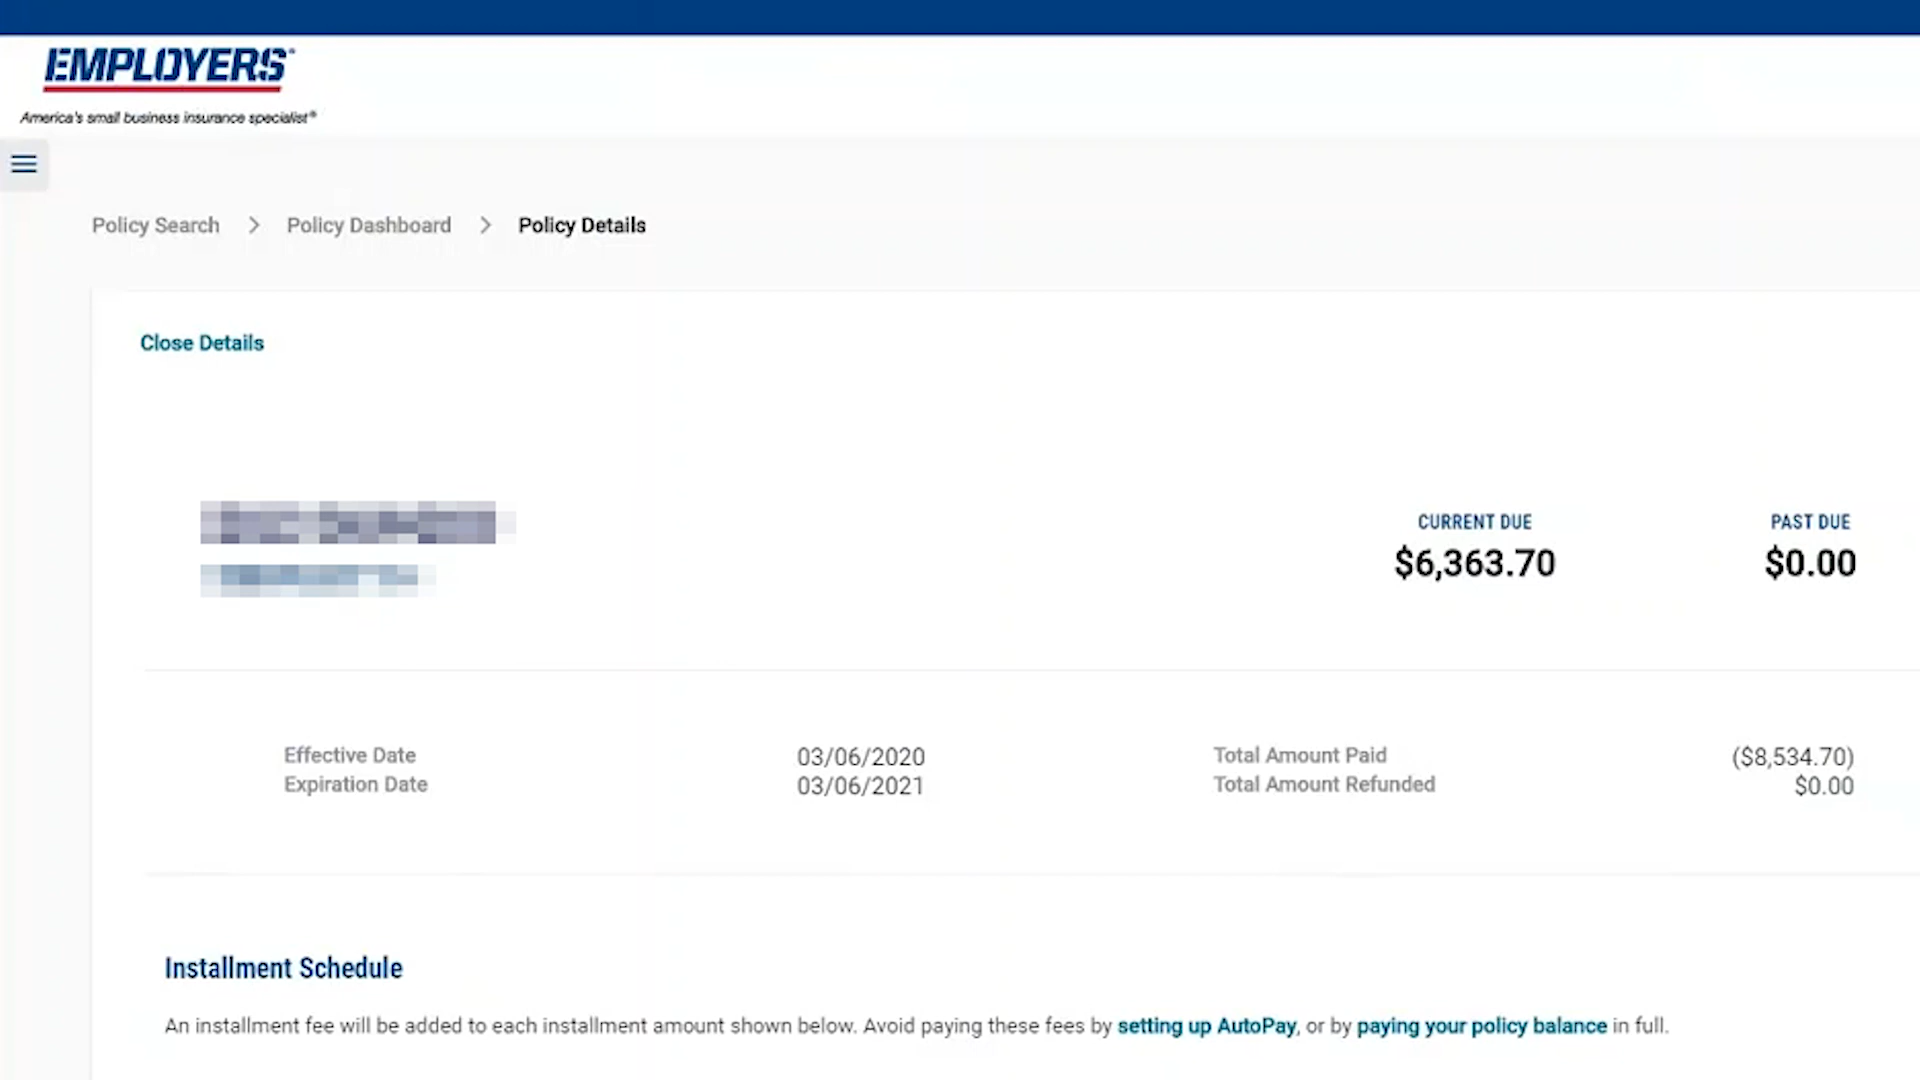 EMPLOYERS®
America's small business insurance specialist®
Policy Search > Policy Dashboard > Policy Details
Close Details
CURRENT DUE PAST DUE
$6,363.70 $0.00
Effective Date 03/06/2020 Total Amount Paid ($8,534.70)
Expiration Date 03/06/2021 Total Amount Refunded $0.00
Installment Schedule
An installment fee will be added to each installment amount shown below. Avoid paying these fees by setting up AutoPay, or by paying your policy balance in full.